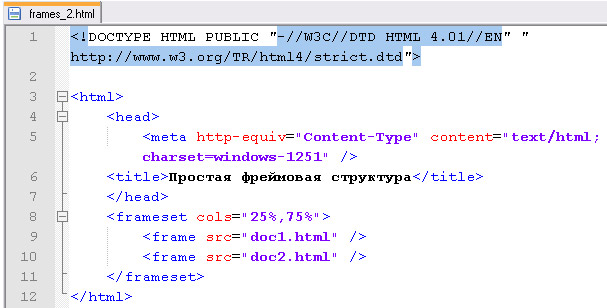 frames_2.html
1 <!DOCTYPE HTML PUBLIC "-//W3C//DTD HTML 4.01//EN" "
http://www.w3.org/TR/html4/strict.dtd">
2
3 <html>
4 <head>
5 <meta http-equiv="Content-Type" content="text/html;
charset=windows-1251" />
6 <title>Простая фреймовая структура</title>
7 </head>
8 <frameset cols="25%,75%">
9 <frame src="doc1.html" />
10 <frame src="doc2.html" />
11 </frameset>
12 </html>